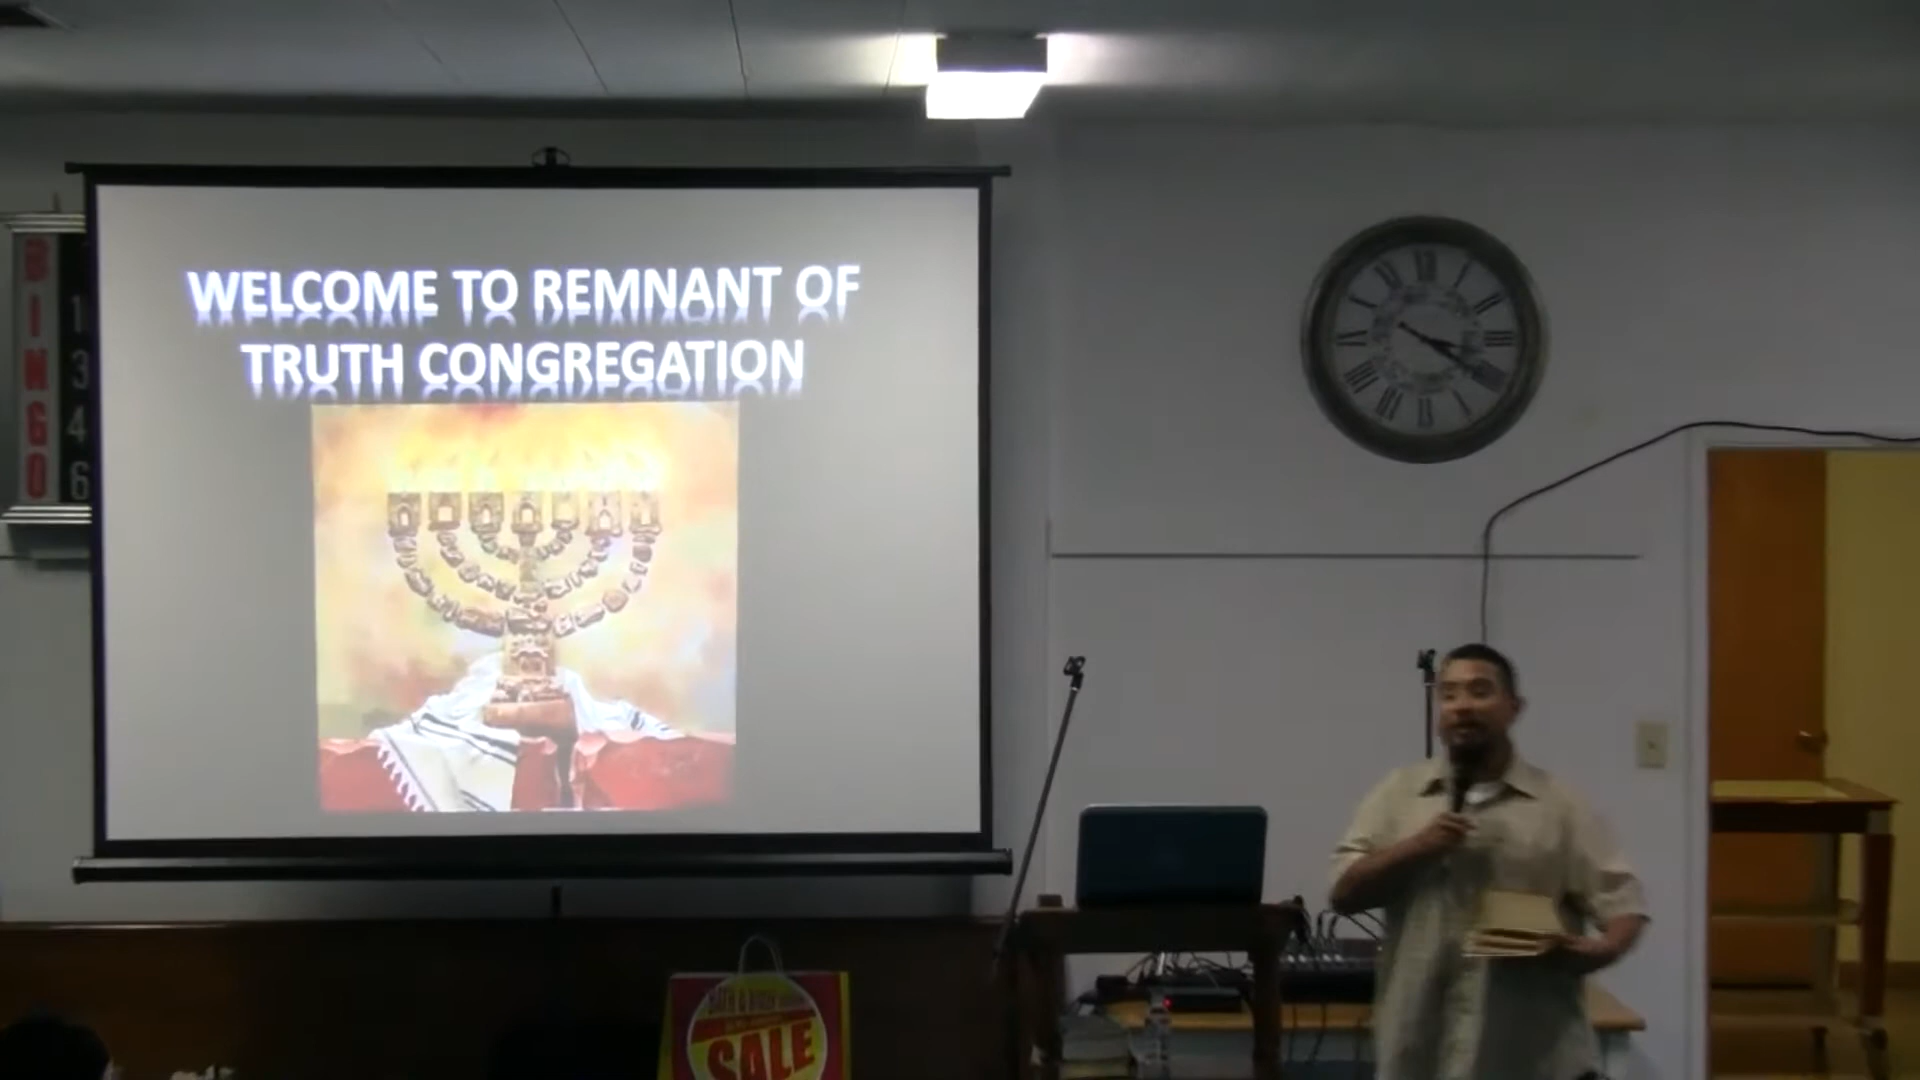 WELCOME TO REMNANT OF
TRUTH CONGREGATION
B
I
N
G
O
1
3
4
6
SALE